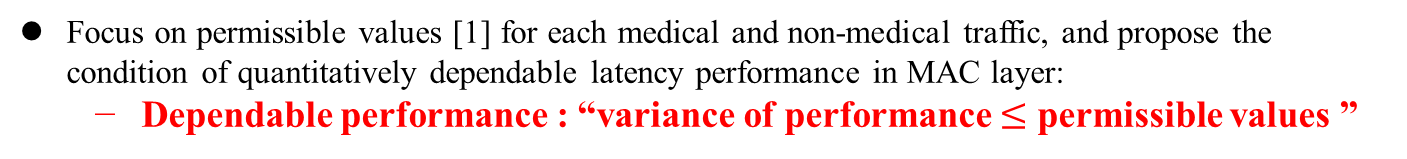 ● Focus on permissible values [1] for each medical and non-medical traffic, and propose the
condition of quantitatively dependable latency performance in MAC layer:
− Dependable performance : “variance of performance ≤ permissible values ”